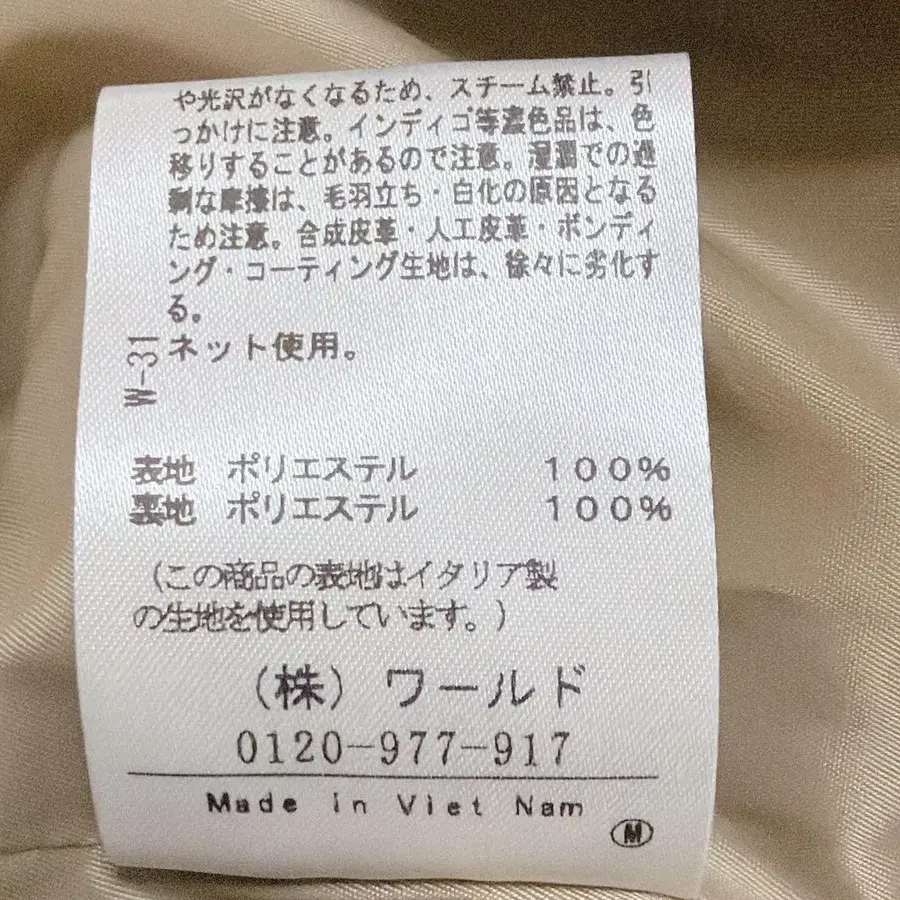 や光沢がなくなるため、スチーム禁止。引
っかけに注意。インディゴ等濃色品は、色
移りすることがあるので注意。湿潤での過
剰な摩擦は、毛羽立ち・白化の原因となる
ため注意。合成皮革・人工皮革・ボンディ
ング・コーティング生地は、徐々に劣化す
る。
ネット使用。
W-31
表地 ポリエステル 100%
裏地 ポリエステル 100%
(この商品の表地はイタリア製
の生地を使用しています。)
(株) ワールド
0120-977-917
Made in Viet Nam
M